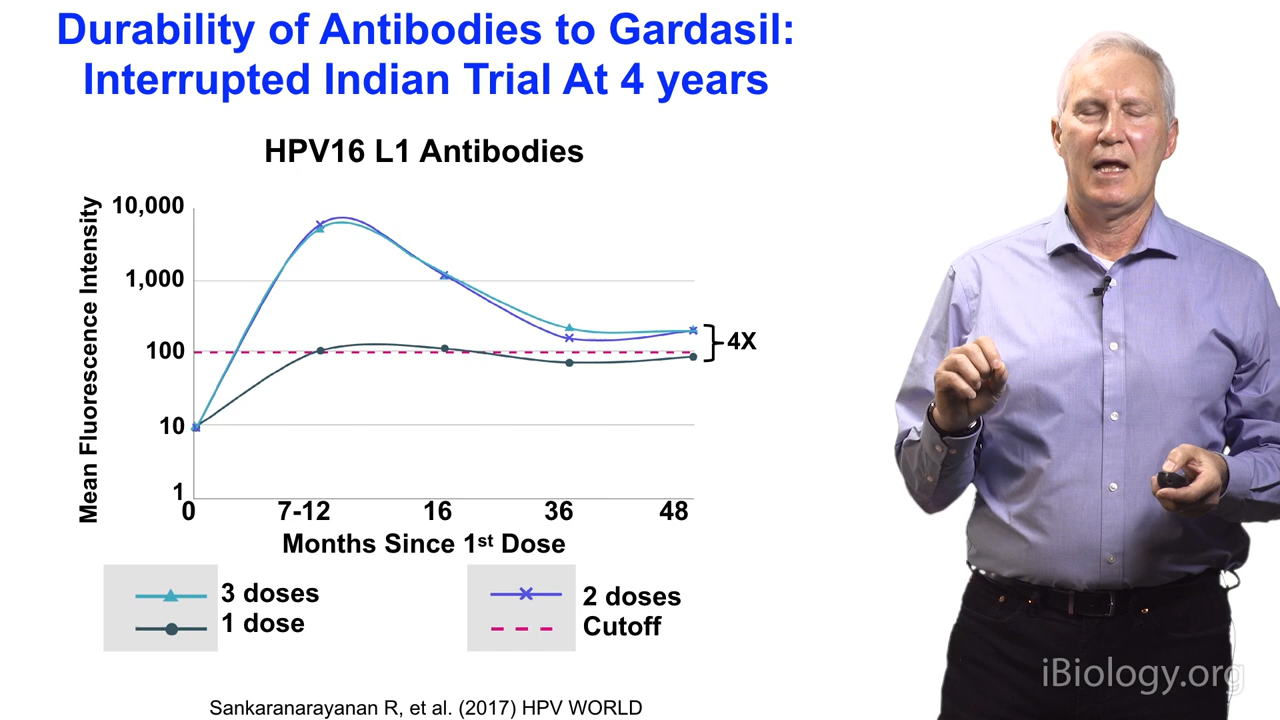 Durability of Antibodies to Gardasil:
Interrupted Indian Trial At 4 years
HPV16 L1 Antibodies
Mean Fluorescence Intensity
10,000
1,000
100
10
1
4X
0 7-12 16 36 48
Months Since 1st Dose
3 doses
1 dose
2 doses
Cutoff
Sankaranarayanan R, et al. (2017) HPV WORLD
iBiology.org